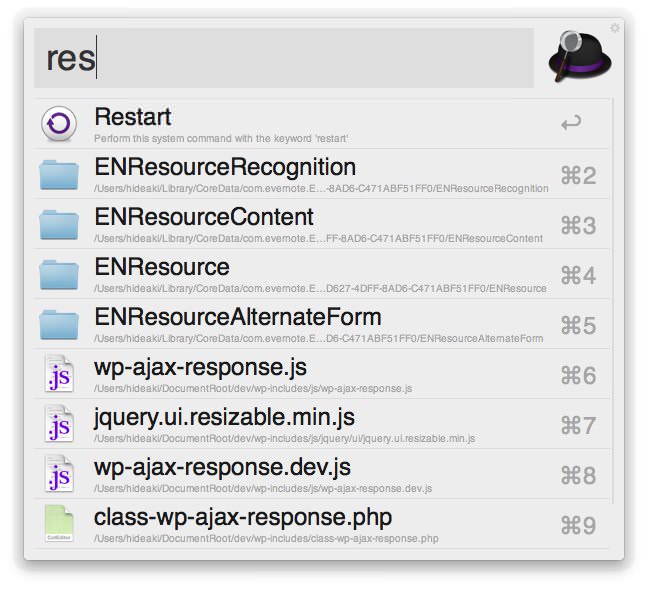 res
Restart
Perform this system command with the keyword 'restart'
↩
ENResourceRecognition
/Users/hideaki/Library/CoreData/com.evernote.E...-8AD6-C471ABF51FF0/ENResourceRecognition
⌘2
ENResourceContent
/Users/hideaki/Library/CoreData/com.evernote.E...FF-8AD6-C471ABF51FF0/ENResourceContent
⌘3
ENResource
/Users/hideaki/Library/CoreData/com.evernote.E...D627-4DFF-8AD6-C471ABF51FF0/ENResource
⌘4
ENResourceAlternateForm
/Users/hideaki/Library/CoreData/com.evernote.E...D6-C471ABF51FF0/ENResourceAlternateForm
⌘5
.js
wp-ajax-response.js
/Users/hideaki/DocumentRoot/dev/wp-includes/js/wp-ajax-response.js
⌘6
.js
jquery.ui.resizable.min.js
/Users/hideaki/DocumentRoot/dev/wp-includes/js/jquery/ui/jquery.ui.resizable.min.js
⌘7
.js
wp-ajax-response.dev.js
/Users/hideaki/DocumentRoot/dev/wp-includes/js/wp-ajax-response.dev.js
⌘8
CotEditor
class-wp-ajax-response.php
/Users/hideaki/DocumentRoot/dev/wp-includes/class-wp-ajax-response.php
⌘9